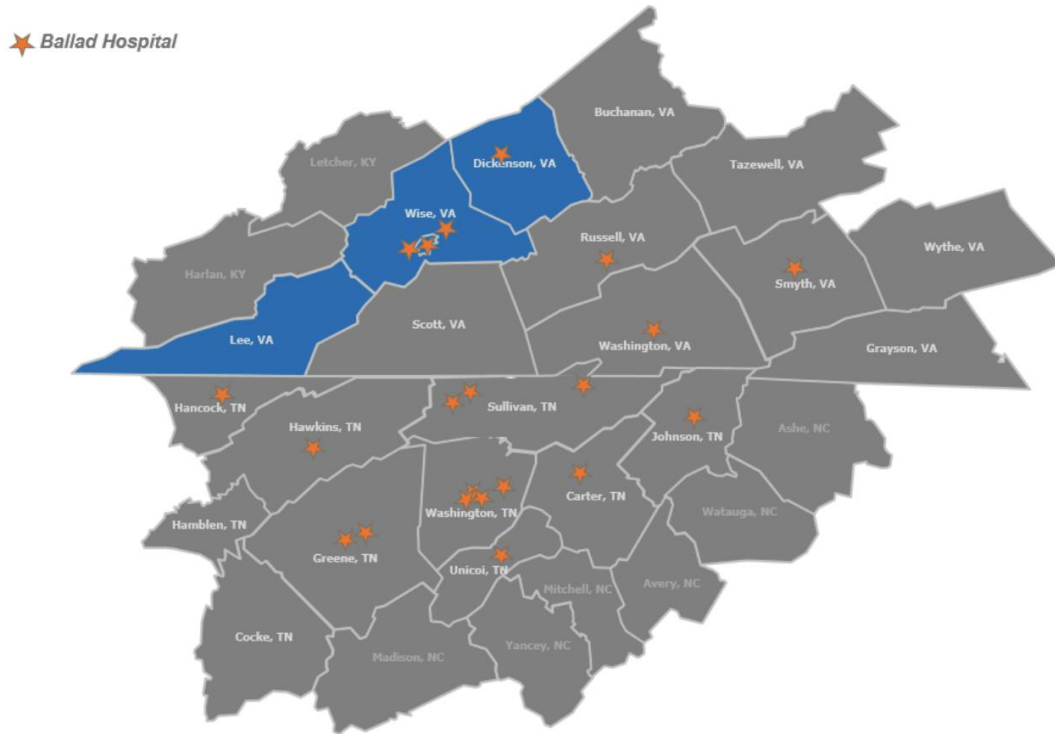 Ballad Hospital
Buchanan, VA
Letcher, KY
Dickenson, VA
Tazewell, VA
Wise, VA
Russell, VA
Wythe, VA
Harlan, KY
Smyth, VA
Scott, VA
Lee, VA
Washington, VA
Grayson, VA
Hancock, TN
Sullivan, TN
Hawkins, TN
Johnson, TN
Ashe, NC
Carter, TN
Washington, TN
Watauga, NC
Hamblen, TN
Greene, TN
Unicoi, TN
Mitchell, NC
Avery, NC
Cocke, TN
Yancey, NC
Madison, NC